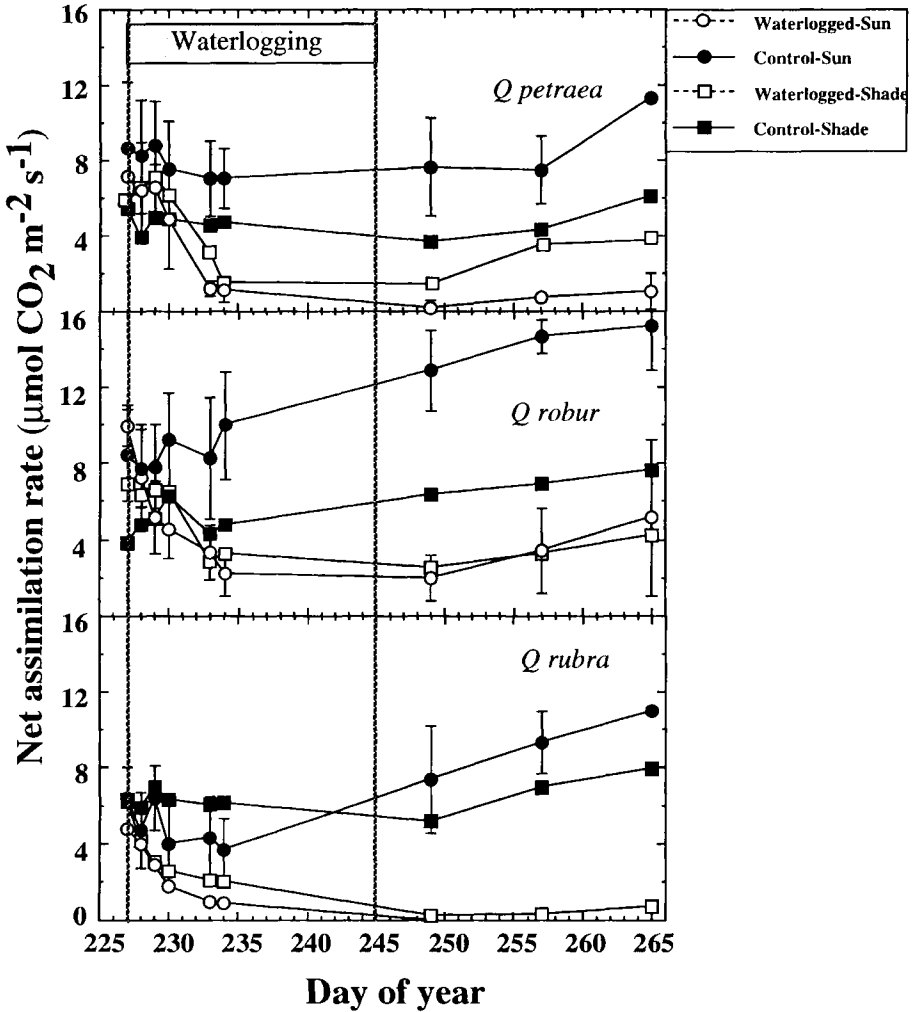 16
12
8
4
Waterlogging
Q petraea
Waterlogged-Sun
Control-Sun
Waterlogged-Shade
Control-Shade
16
12
8
4
Q robur
16
12
8
4
0
Q rubra
225 230 235 240 245 250 255 260 265
Day of year
Net assimilation rate (μmol CO₂ m⁻² s⁻¹)